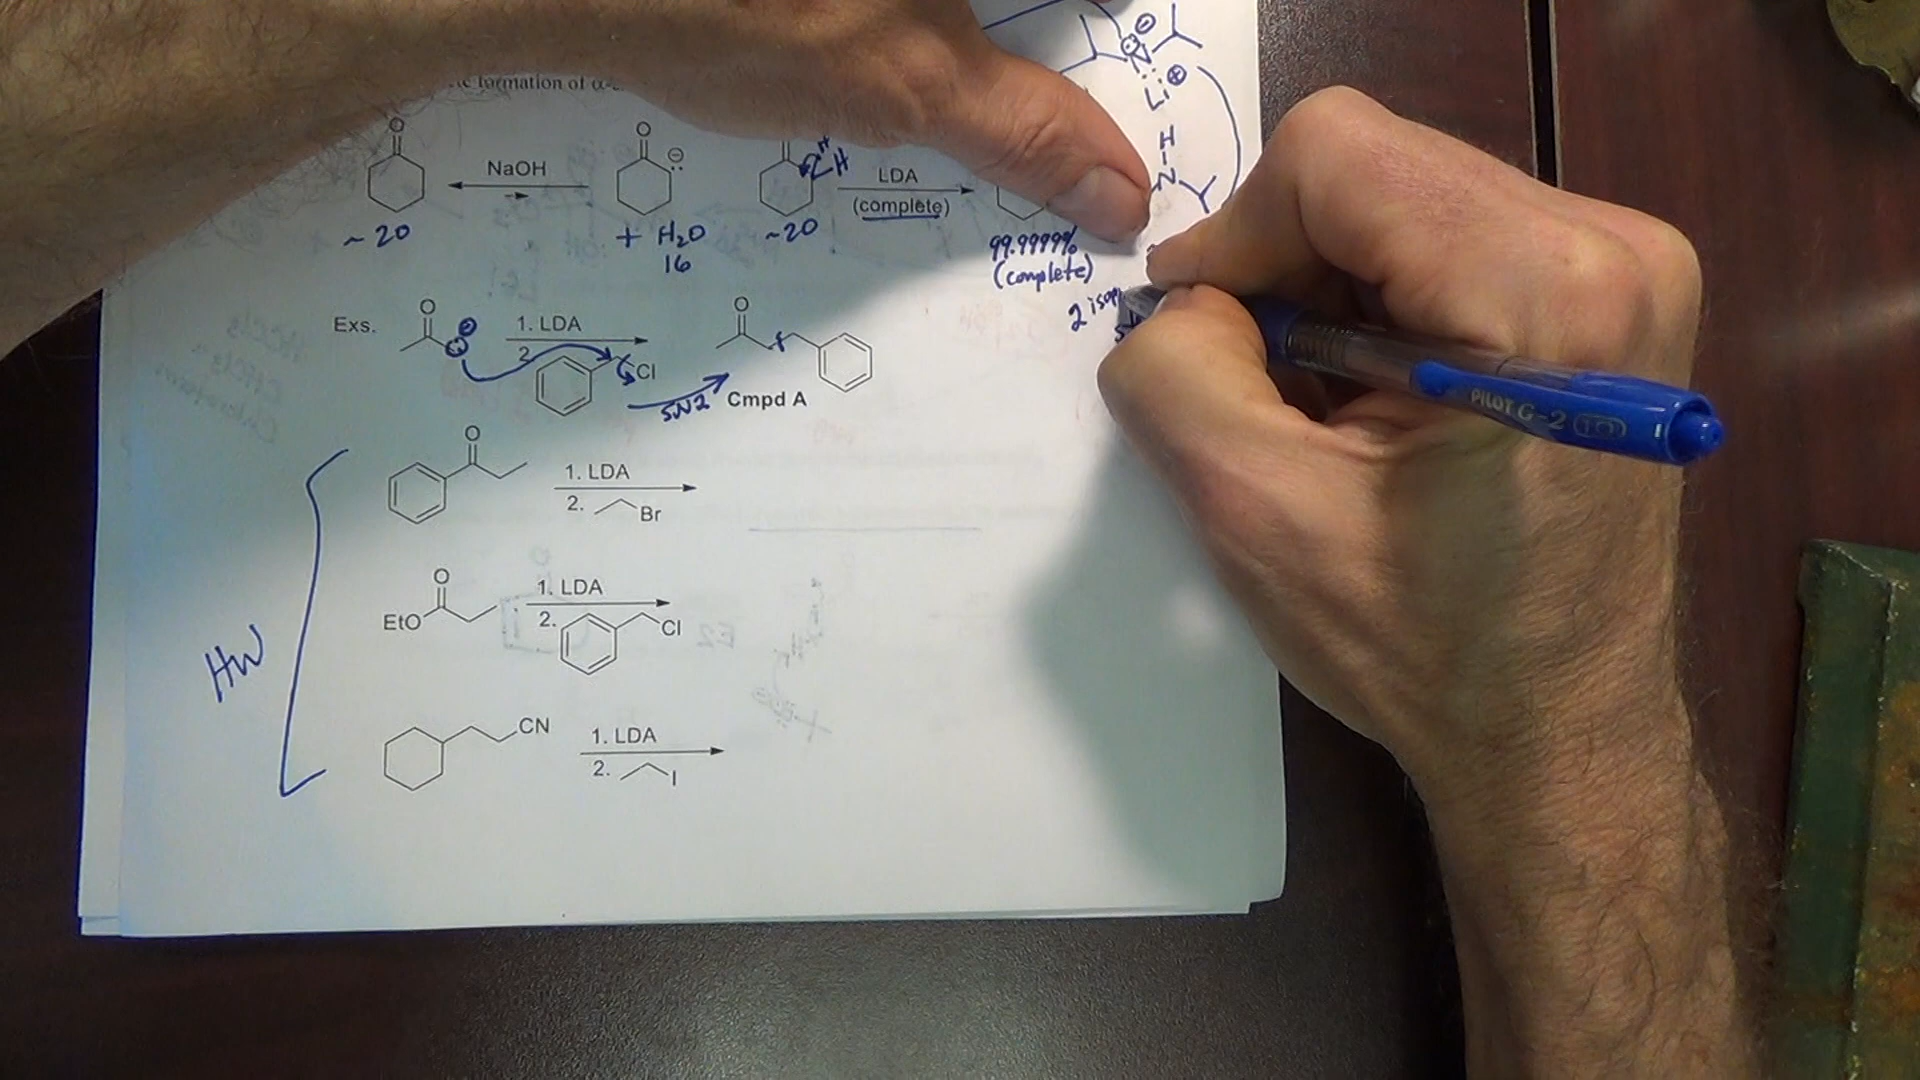 formation of α-
O
O
O
NaOH
⊖
H
H
LDA
(complete)
~ 20
+ H₂O
16
~20
99.9999%
(complete)
⊖
N
⊕
Li
H
N
2
Exs.
O
⊖
1. LDA
2.
Cl
SN2
O
Cmpd A
HW
O
1. LDA
2.
Br
O
EtO
1. LDA
2.
Cl
CN
1. LDA
2.
I
PILOT G-2 10